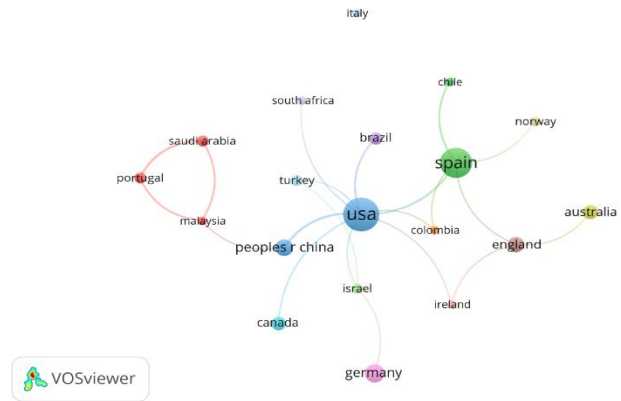 italy
chile
south africa
norway
brazil
saudi arabia
spain
portugal
turkey
usa
australia
malaysia
colombia
peoples r china
england
israel
ireland
canada
germany
VOSviewer